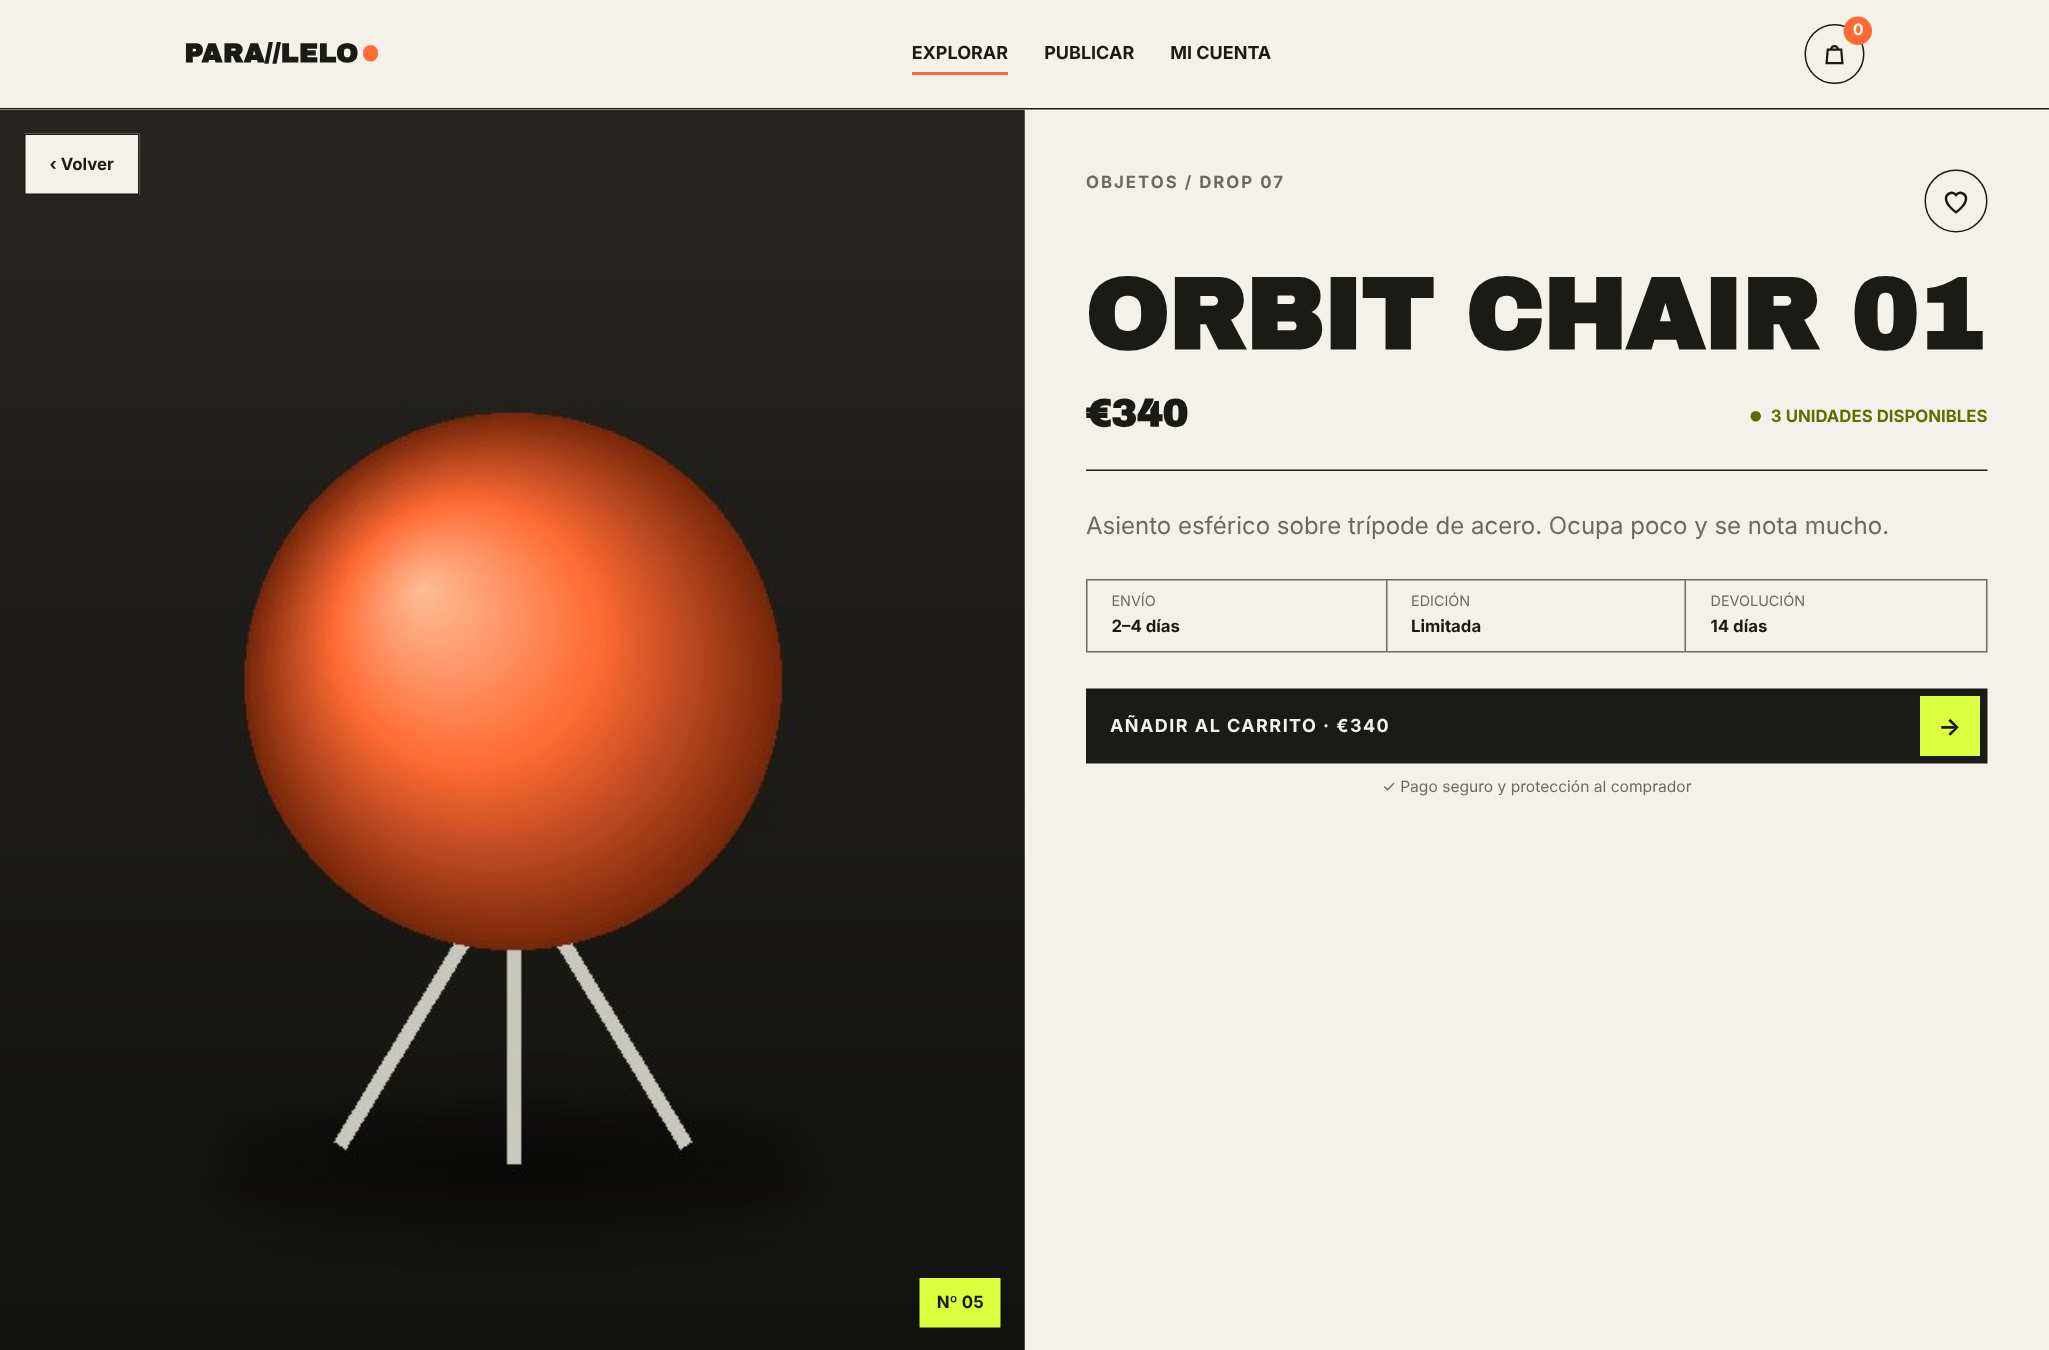 PARA//LELO
EXPLORAR PUBLICAR MI CUENTA
0
‹ Volver
Nº 05
OBJETOS / DROP 07
ORBIT CHAIR 01
€340
3 UNIDADES DISPONIBLES
Asiento esférico sobre trípode de acero. Ocupa poco y se nota mucho.
ENVÍO
2–4 días
EDICIÓN
Limitada
DEVOLUCIÓN
14 días
AÑADIR AL CARRITO · €340 →
✓ Pago seguro y protección al comprador